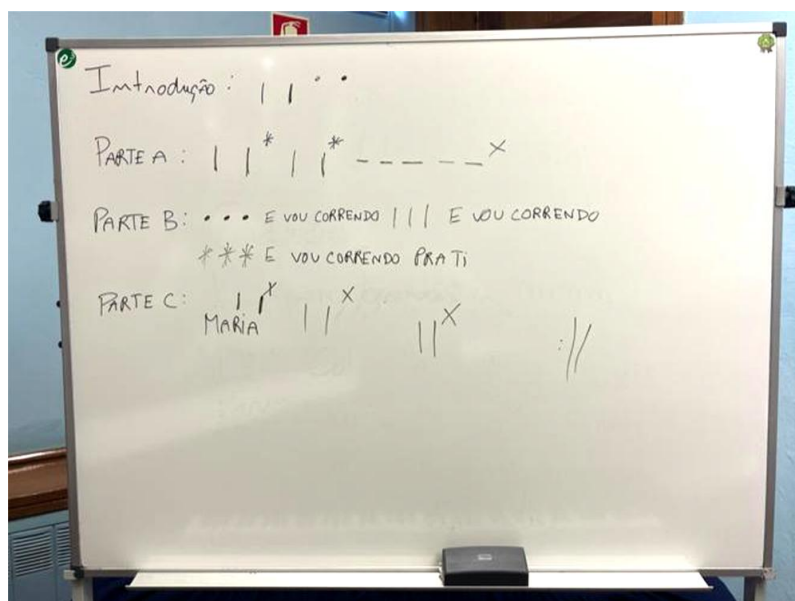 Introdução: | | • •
PARTE A: | | * | | * – – – – – – X
PARTE B: • • • E VOU CORRENDO | | | E VOU CORRENDO
* * * E VOU CORRENDO PRA TI
PARTE C: | | X | | X | | X :||
MARIA